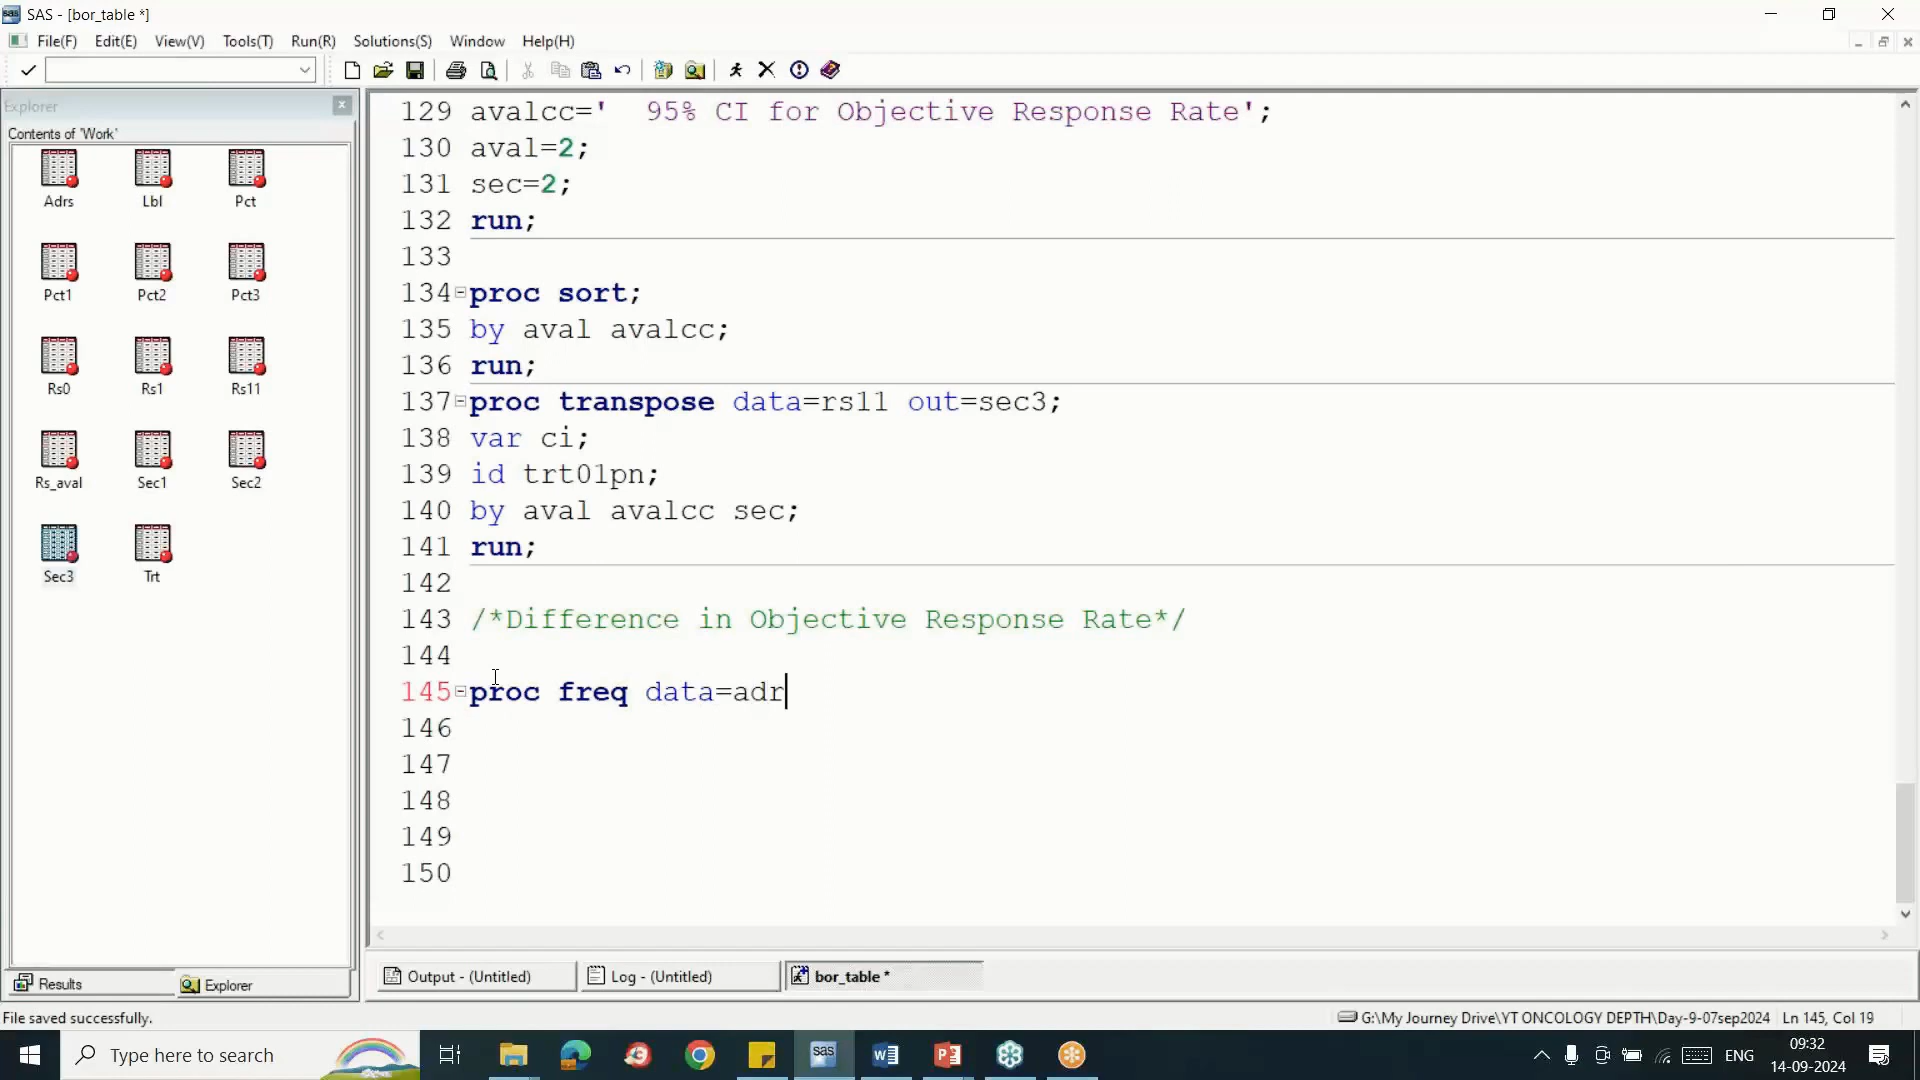 SAS - [bor_table *]
File(F) Edit(E) View(V) Tools(T) Run(R) Solutions(S) Window Help(H)
Explorer
Contents of 'Work'
Adrs Lbl Pct
Pct1 Pct2 Pct3
Rs0 Rs1 Rs11
Rs_aval Sec1 Sec2
Sec3 Trt
129 avalcc='  95% CI for Objective Response Rate';
130 aval=2;
131 sec=2;
132 run;
133
134 proc sort;
135 by aval avalcc;
136 run;
137 proc transpose data=rs11 out=sec3;
138 var ci;
139 id trt01pn;
140 by aval avalcc sec;
141 run;
142
143 /*Difference in Objective Response Rate*/
144
145 proc freq data=adr
146
147
148
149
150
Results Explorer
Output - (Untitled) Log - (Untitled) bor_table *
File saved successfully. G:\My Journey Drive\YT ONCOLOGY DEPTH\Day-9-07sep2024 Ln 145, Col 19
Type here to search
sas
ENG
09:32
14-09-2024